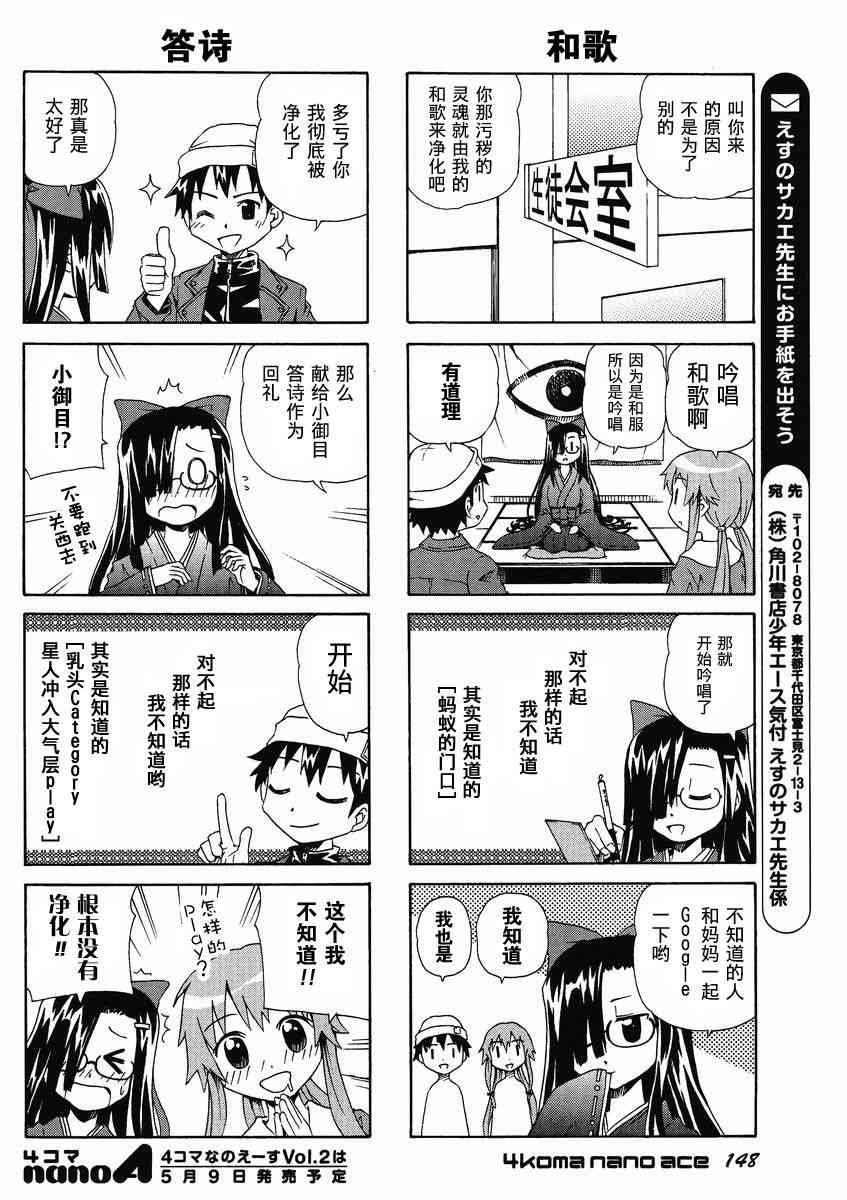 和歌
叫你来
的原因
不是为了
别的
你那污秽的
灵魂就由我的
和歌来净化吧
生徒会室
吟唱
和歌啊
因为是和服
所以是吟唱
有道理
那就
开始吟唱了
对不起
那样的话
我不知道
其实是知道的
[蚂蚁的门口]
不知道的人
和妈妈一起
Google
一下哟
我知道
我也是
答诗
多亏了你
我彻底被
净化了
那真是
太好了
那么
献给小御目
答诗作为
回礼
小御目
!?
不要跑到
关西去
开始
对不起
那样的话
我不知道哟
其实是知道的
[乳头Category
星人冲入大气层play]
这个我
不知道!!
怎样的
play?
根本没有
净化!!
えすのサカエ先生にお手紙を出そう
宛先
〒102-8078 東京都千代田区富士見2-13-3
(株)角川書店少年エース気付 えすのサカエ先生係
4コマ
nanoA
4コマなのえーすVol.2は
5月9日発売予定
4koma nano ace 148